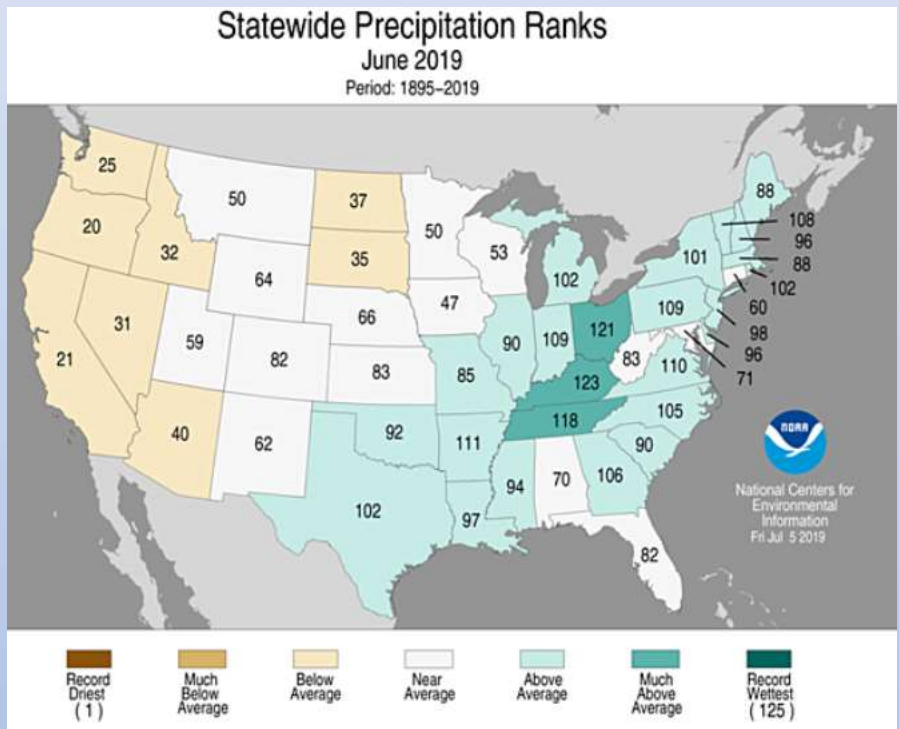 Statewide Precipitation Ranks
June 2019
Period: 1895–2019
25
50
37
50
53
88
20
32
35
101
108
96
88
102
64
102
47
60
66
109
98
31
59
90
109
121
96
82
83
110
71
21
83
85
123
105
40
62
92
111
118
90
102
97
94
70
106
82
NOAA
National Centers for
Environmental
Information
Fri Jul 5 2019
Record
Driest
(1)
Much
Below
Average
Below
Average
Near
Average
Above
Average
Much
Above
Average
Record
Wettest
(125)